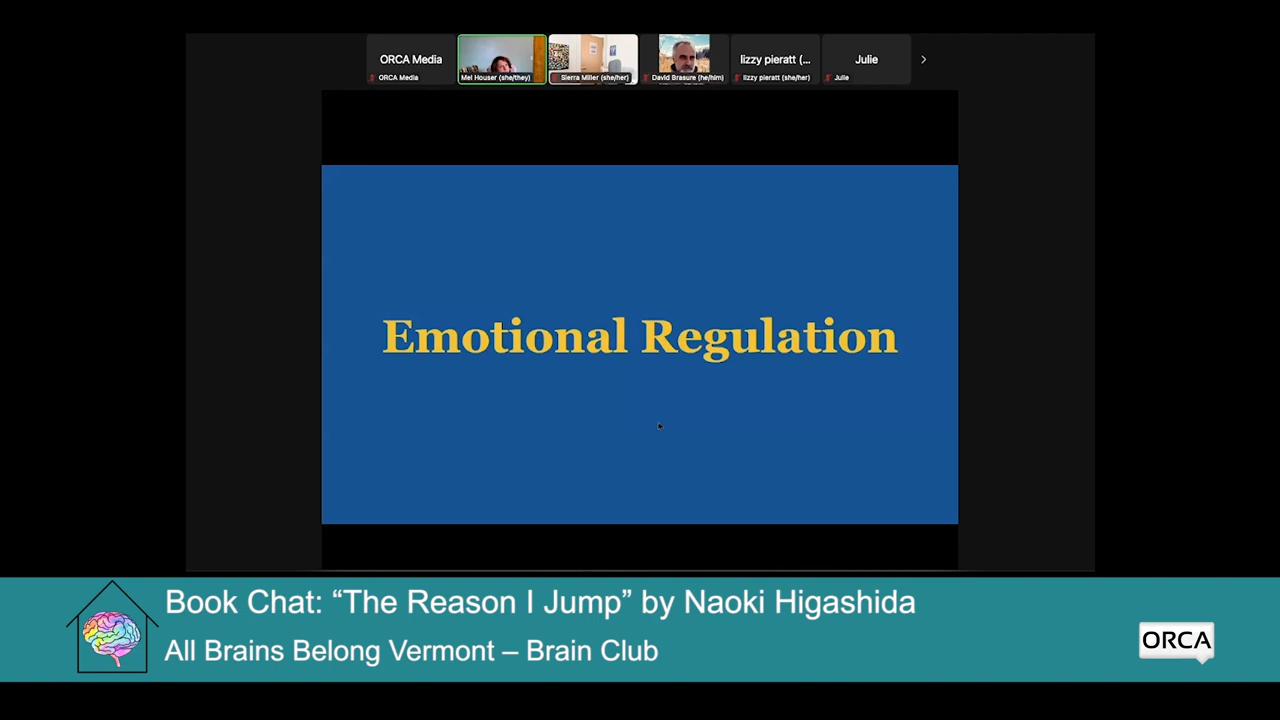 ORCA Media
lizzy pieratt (...
Julie
ORCA Media
Mel Houser (she/they)
Sierra Miller (she/her)
David Brasure (he/him)
lizzy pieratt (she/her)
Julie
Emotional Regulation
Book Chat: “The Reason I Jump” by Naoki Higashida
All Brains Belong Vermont – Brain Club
ORCA